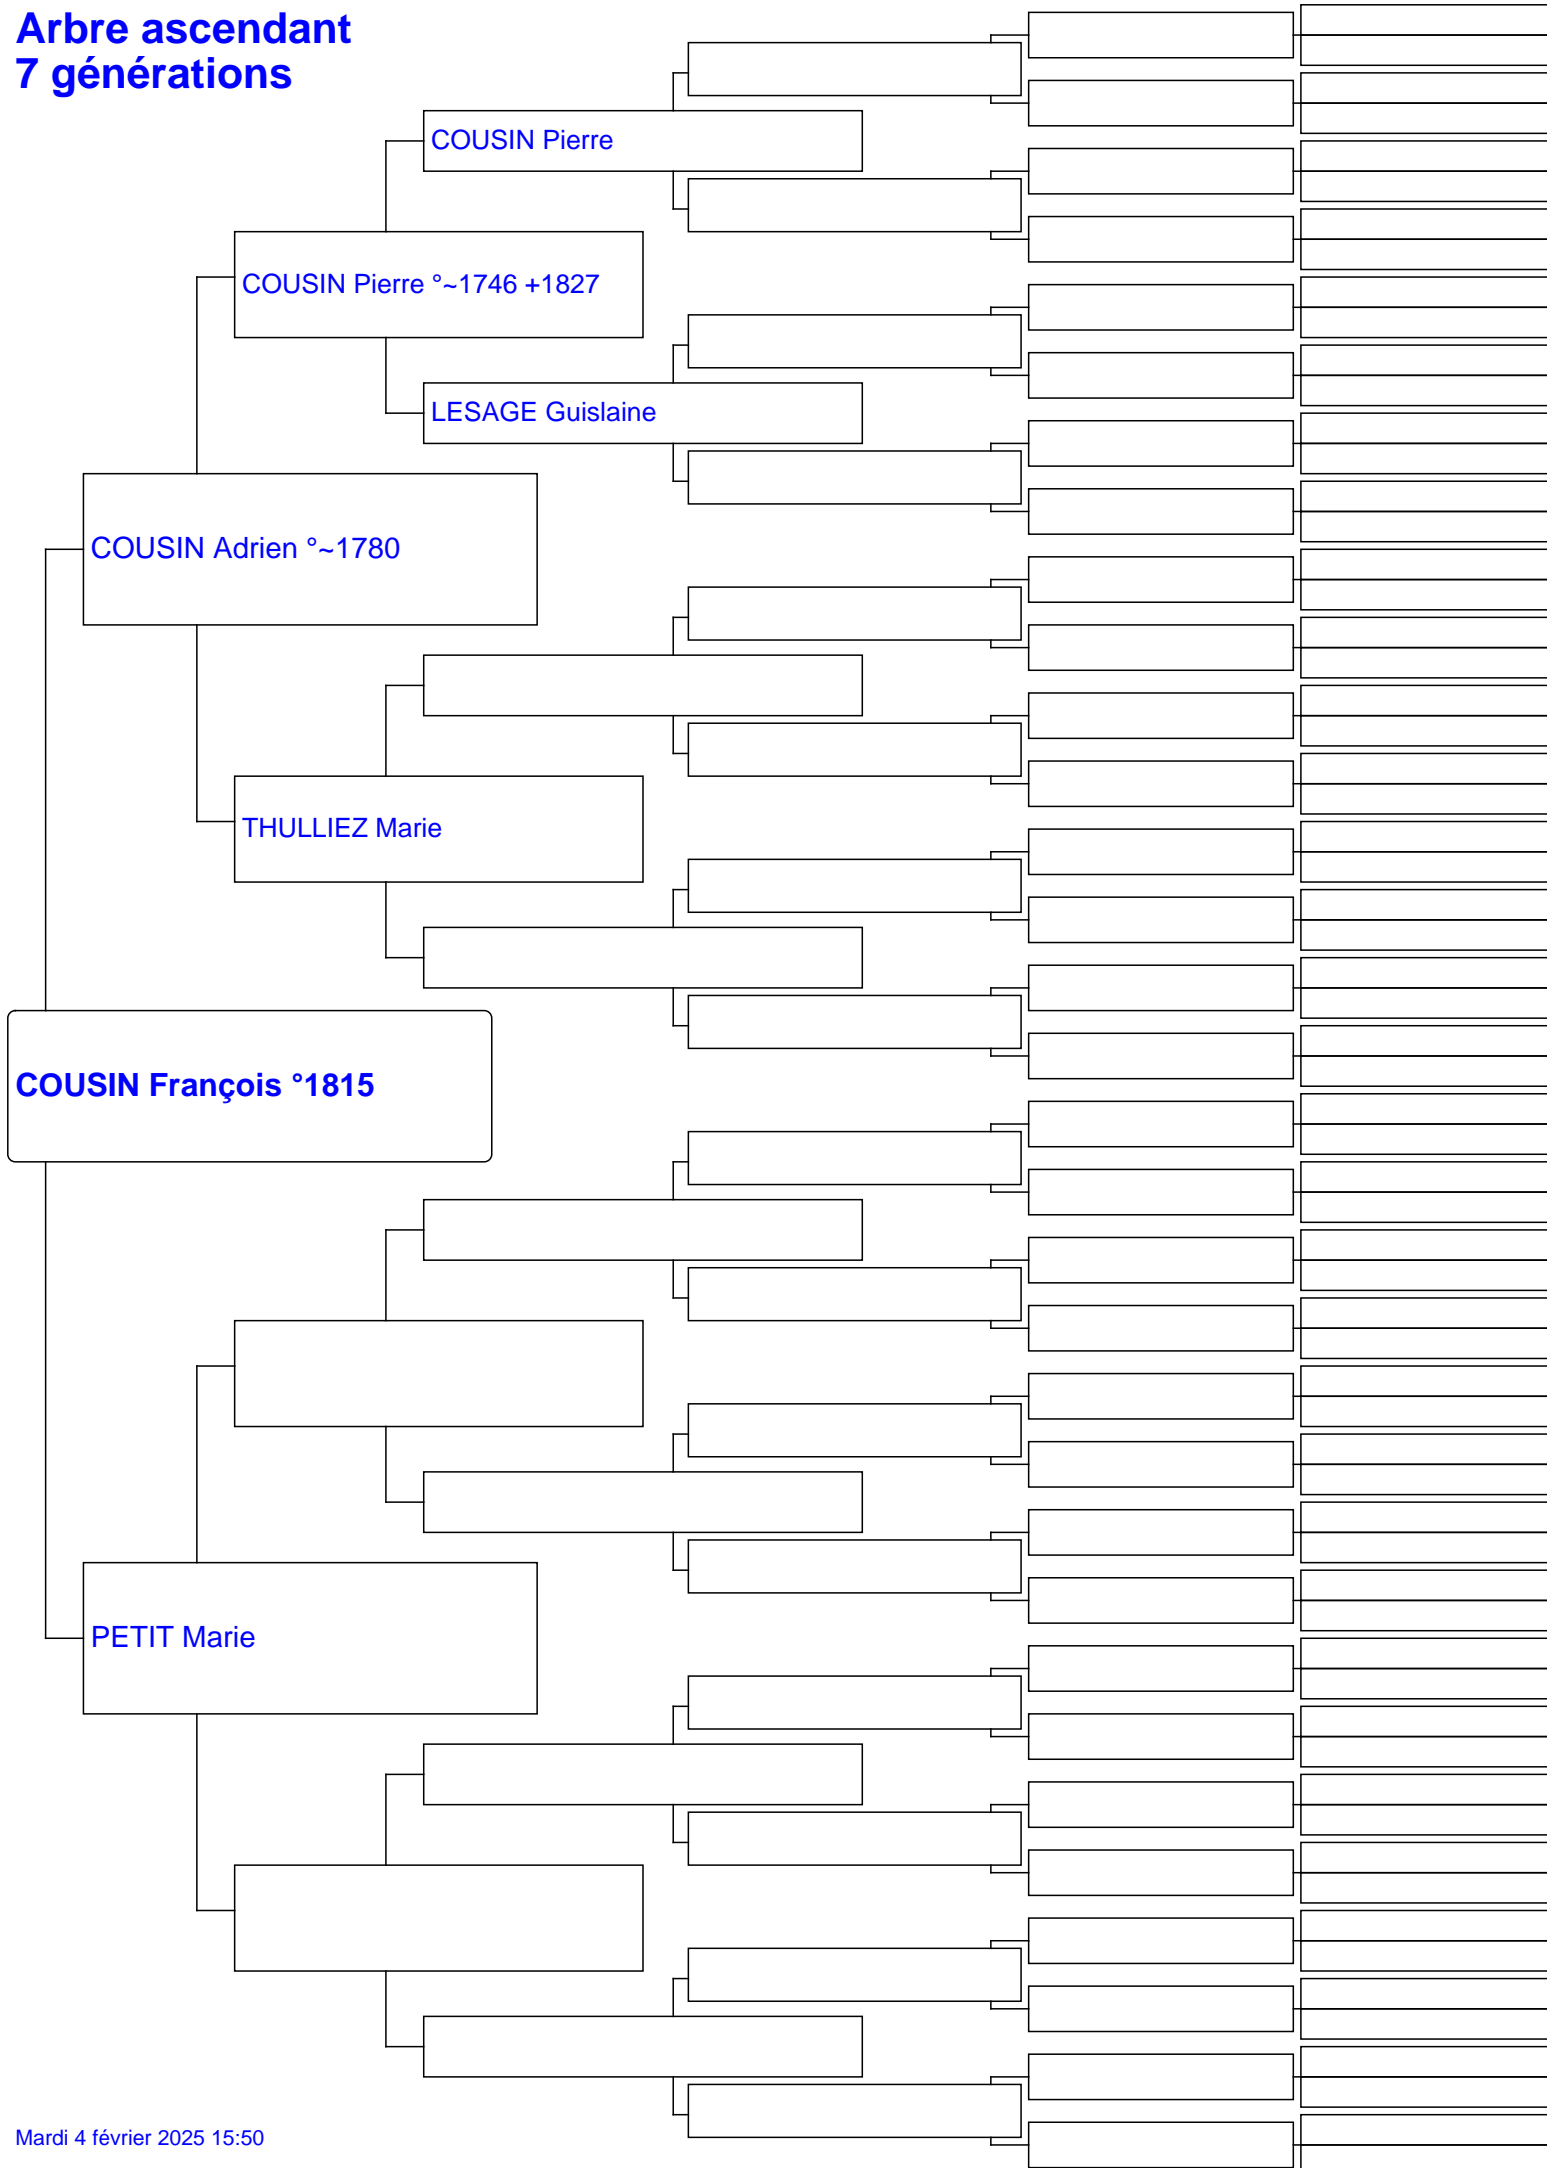 Arbre ascendant
7 générations
COUSIN Pierre
COUSIN Pierre °~1746 +1827
LESAGE Guislaine
COUSIN Adrien °~1780
THULLIEZ Marie
COUSIN François °1815
PETIT Marie
Mardi 4 février 2025 15:50